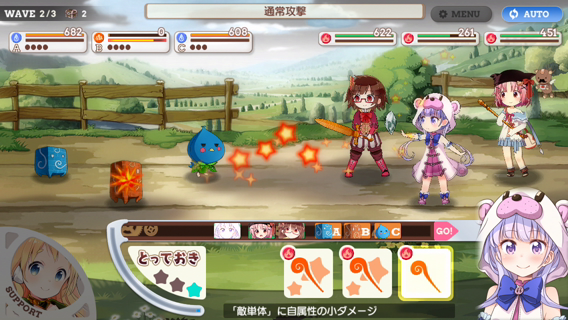 WAVE 2/3 2
通常攻撃
MENU
AUTO
682
0
608
622
261
451
A
B
C
A
B
C
GO!
とっておき
SUPPORT
「敵単体」に自属性の小ダメージ